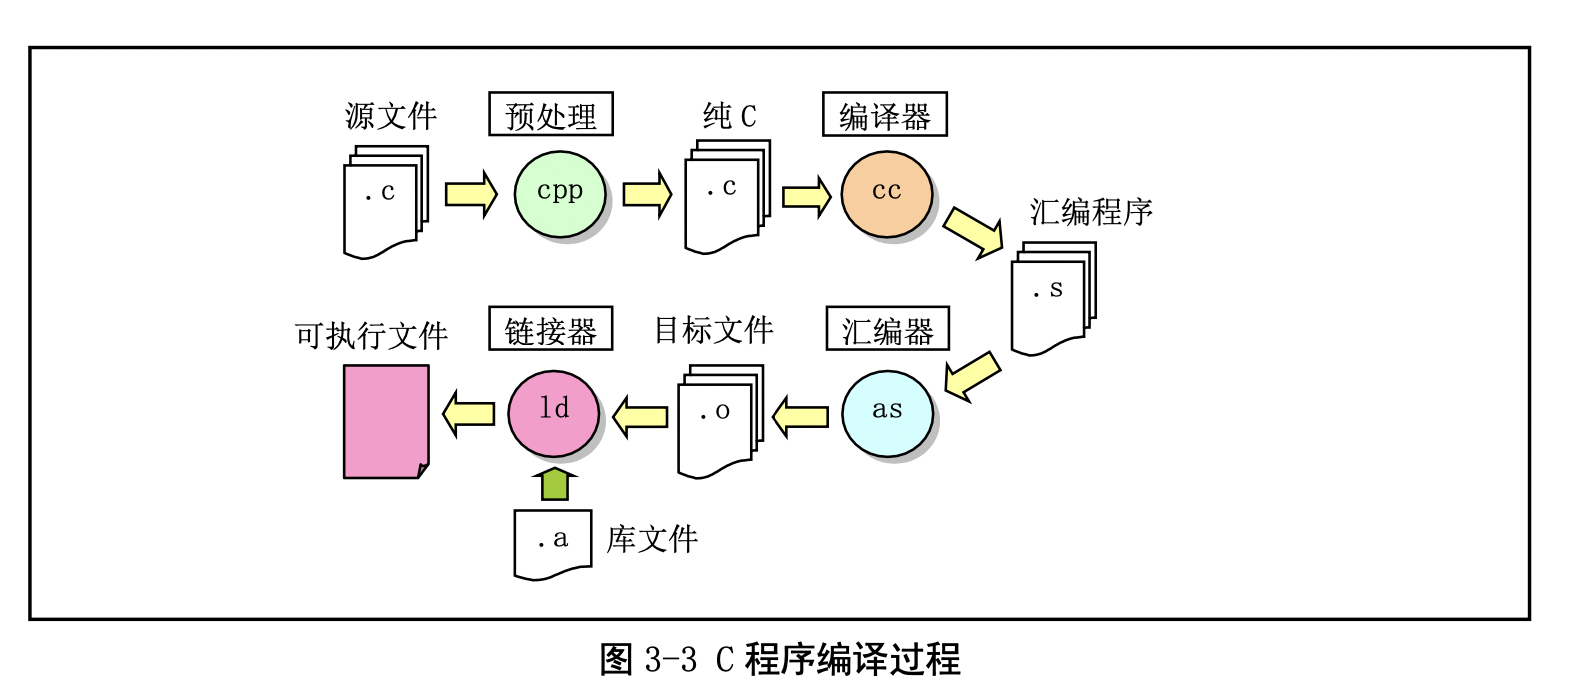 源文件
预处理
纯 C
编译器
.c
cpp
.c
cc
汇编程序
.s
可执行文件
链接器
目标文件
汇编器
ld
.o
as
.a
库文件
图 3-3 C 程序编译过程